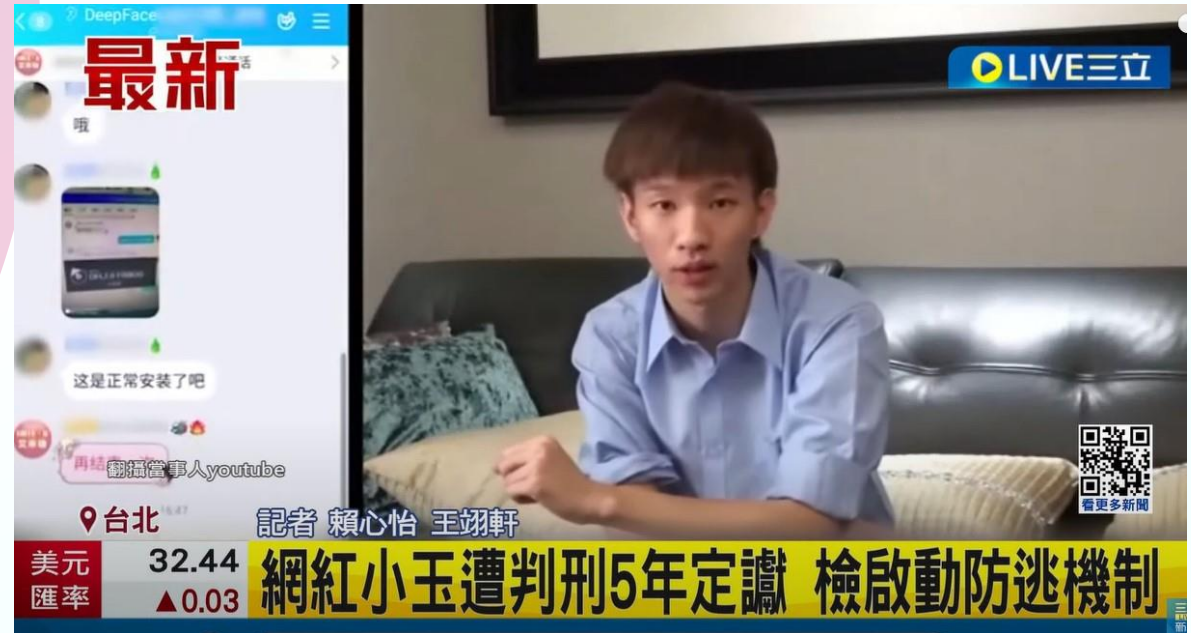 DeepFace
最新
LIVE三立
哦
这是正常安装了吧
再结
翻攝當事人youtube
16:47
看更多新聞
台北
記者 賴心怡 王翊軒
美元
匯率
32.44
▲0.03
網紅小玉遭判刑5年定讞 檢啟動防逃機制